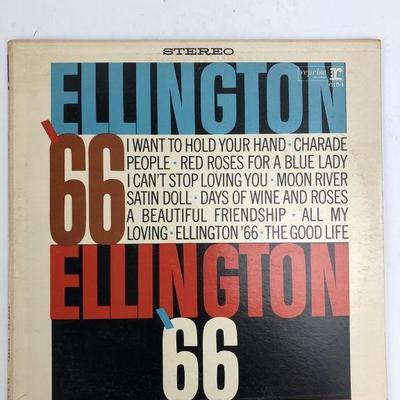 STEREO
ELLINGTON
reprise
R
6154
'66
I WANT TO HOLD YOUR HAND • CHARADE
PEOPLE • RED ROSES FOR A BLUE LADY
I CAN'T STOP LOVING YOU • MOON RIVER
SATIN DOLL • DAYS OF WINE AND ROSES
A BEAUTIFUL FRIENDSHIP • ALL MY
LOVING • ELLINGTON '66 • THE GOOD LIFE
ELLINGTON
'66